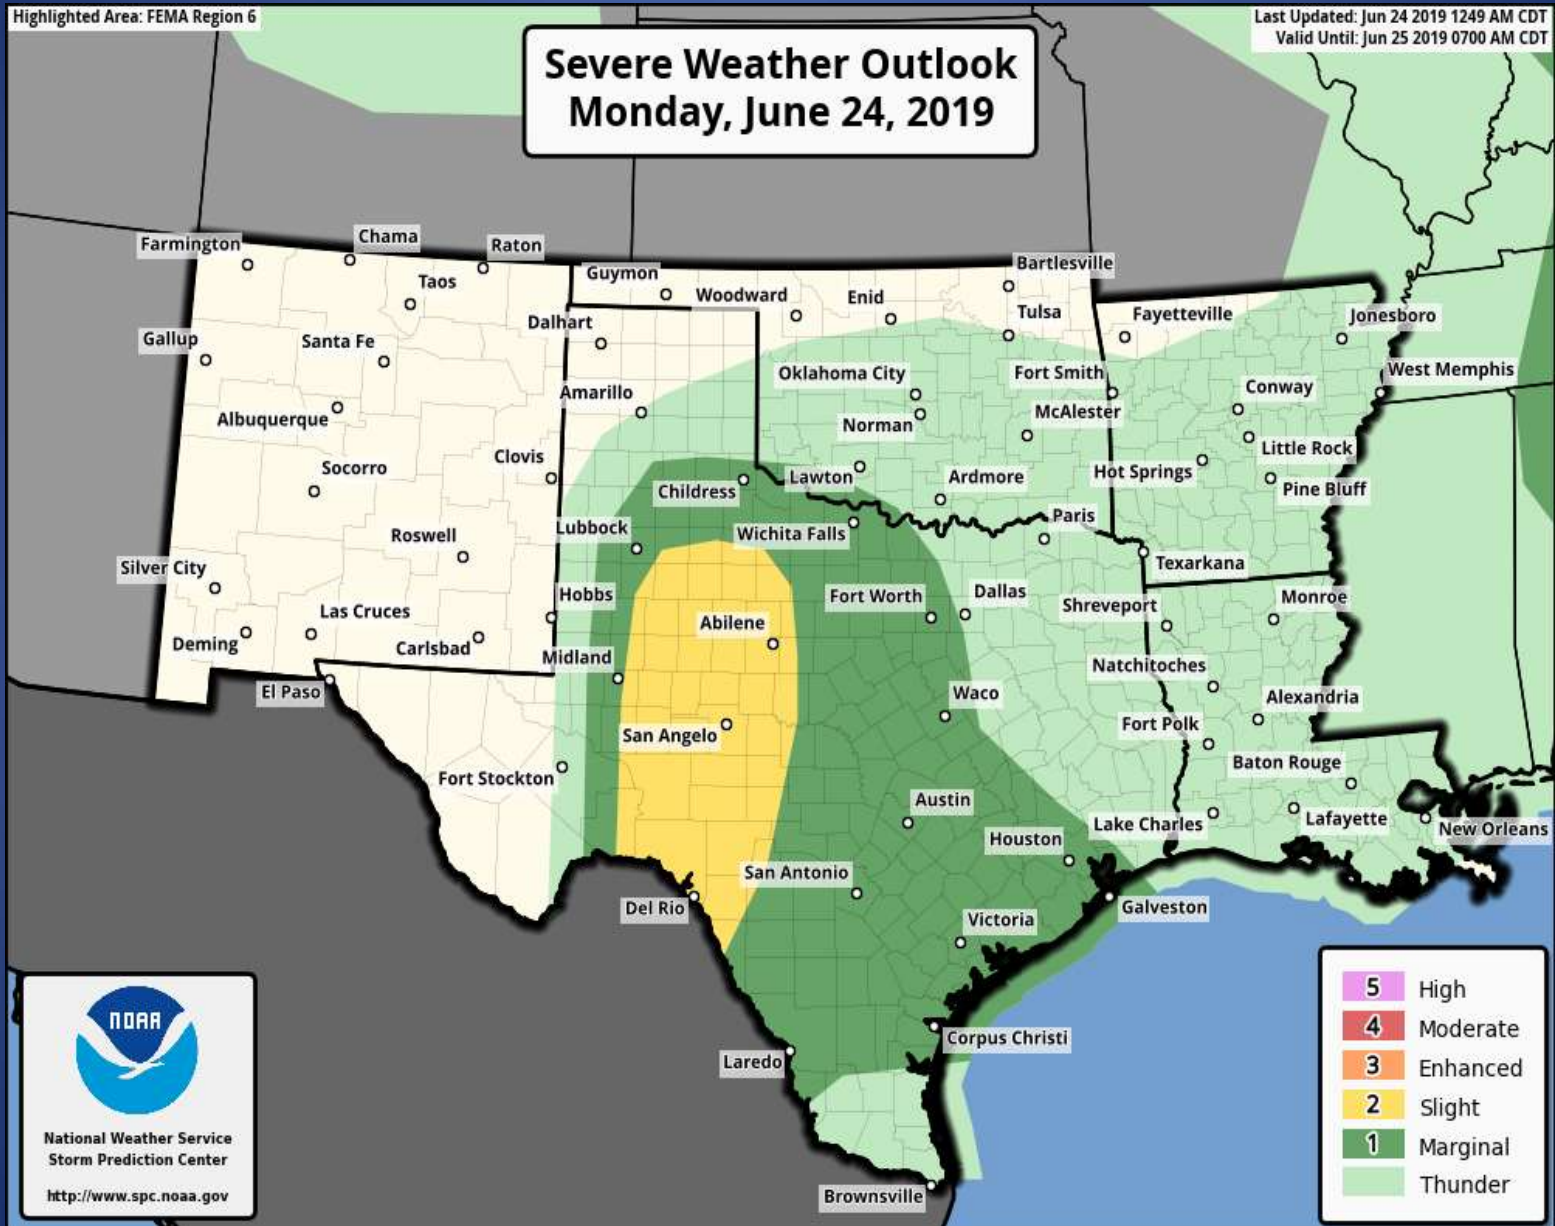 Highlighted Area: FEMA Region 6
Last Updated: Jun 24 2019 1249 AM CDT
Valid Until: Jun 25 2019 0700 AM CDT
Severe Weather Outlook
Monday, June 24, 2019
Farmington
Chama
Raton
Taos
Guymon
Bartlesville
Woodward
Enid
Tulsa
Fayetteville
Jonesboro
Gallup
Santa Fe
Dalhart
West Memphis
Oklahoma City
Fort Smith
Conway
Amarillo
Albuquerque
Norman
McAlester
Little Rock
Clovis
Socorro
Childress
Lawton
Ardmore
Hot Springs
Pine Bluff
Paris
Lubbock
Wichita Falls
Roswell
Texarkana
Silver City
Hobbs
Fort Worth
Dallas
Shreveport
Monroe
Las Cruces
Abilene
Deming
Carlsbad
Midland
Natchitoches
El Paso
Waco
Alexandria
San Angelo
Fort Polk
Baton Rouge
Fort Stockton
Austin
Houston
Lake Charles
Lafayette
New Orleans
San Antonio
Del Rio
Galveston
Victoria
Corpus Christi
Laredo
Brownsville
NOAA
National Weather Service
Storm Prediction Center
http://www.spc.noaa.gov
5 High
4 Moderate
3 Enhanced
2 Slight
1 Marginal
Thunder